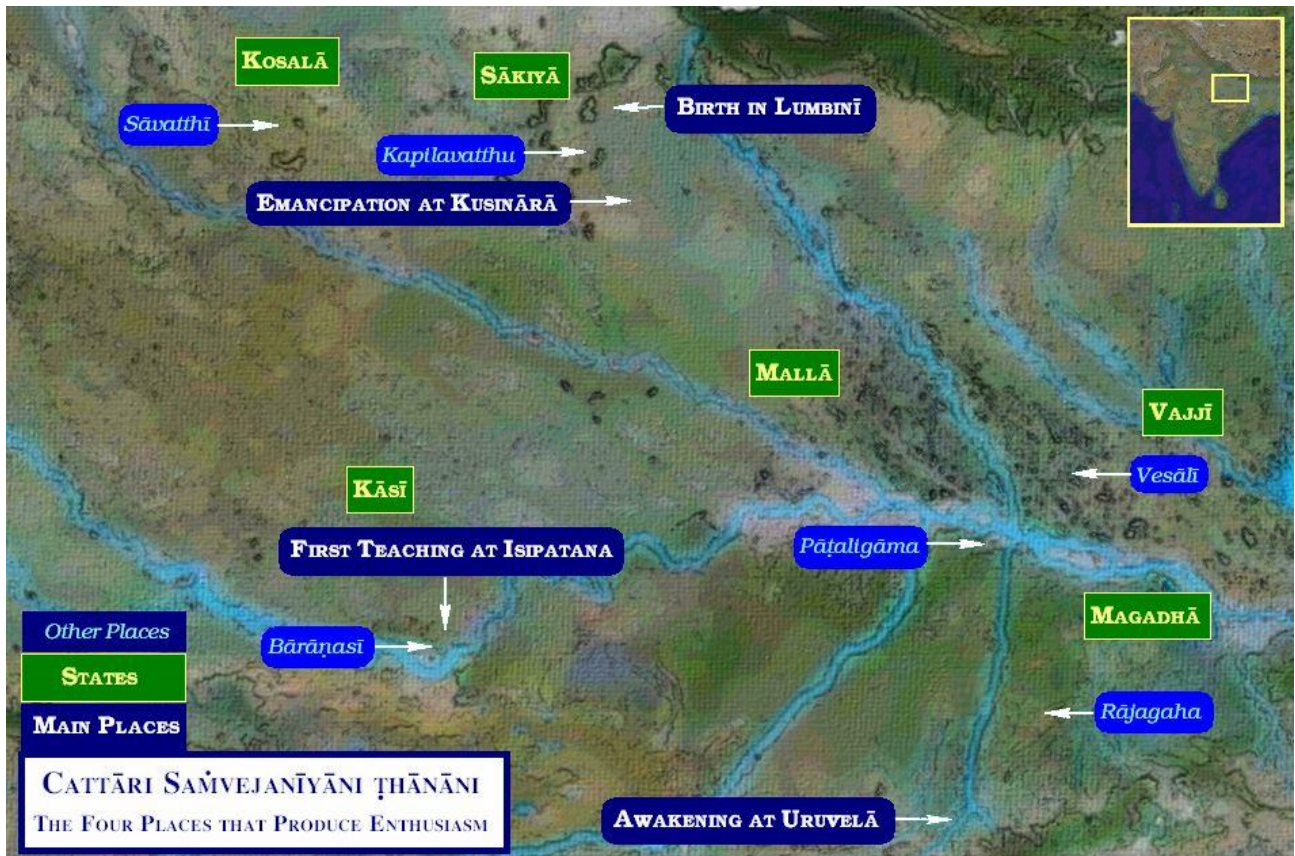 Kosalā
Sākiyā
Birth in Lumbinī
Sāvatthī
Kapilavatthu
Emancipation at Kusinārā
Mallā
Vajjī
Vesālī
Kāsī
First Teaching at Isipatana
Pāṭaligāma
Magadhā
Bārāṇasī
Rājagaha
Awakening at Uruvelā
Other Places
States
Main Places
Cattāri Saṁvejanīyāni Ṭhānāni
The Four Places that Produce Enthusiasm